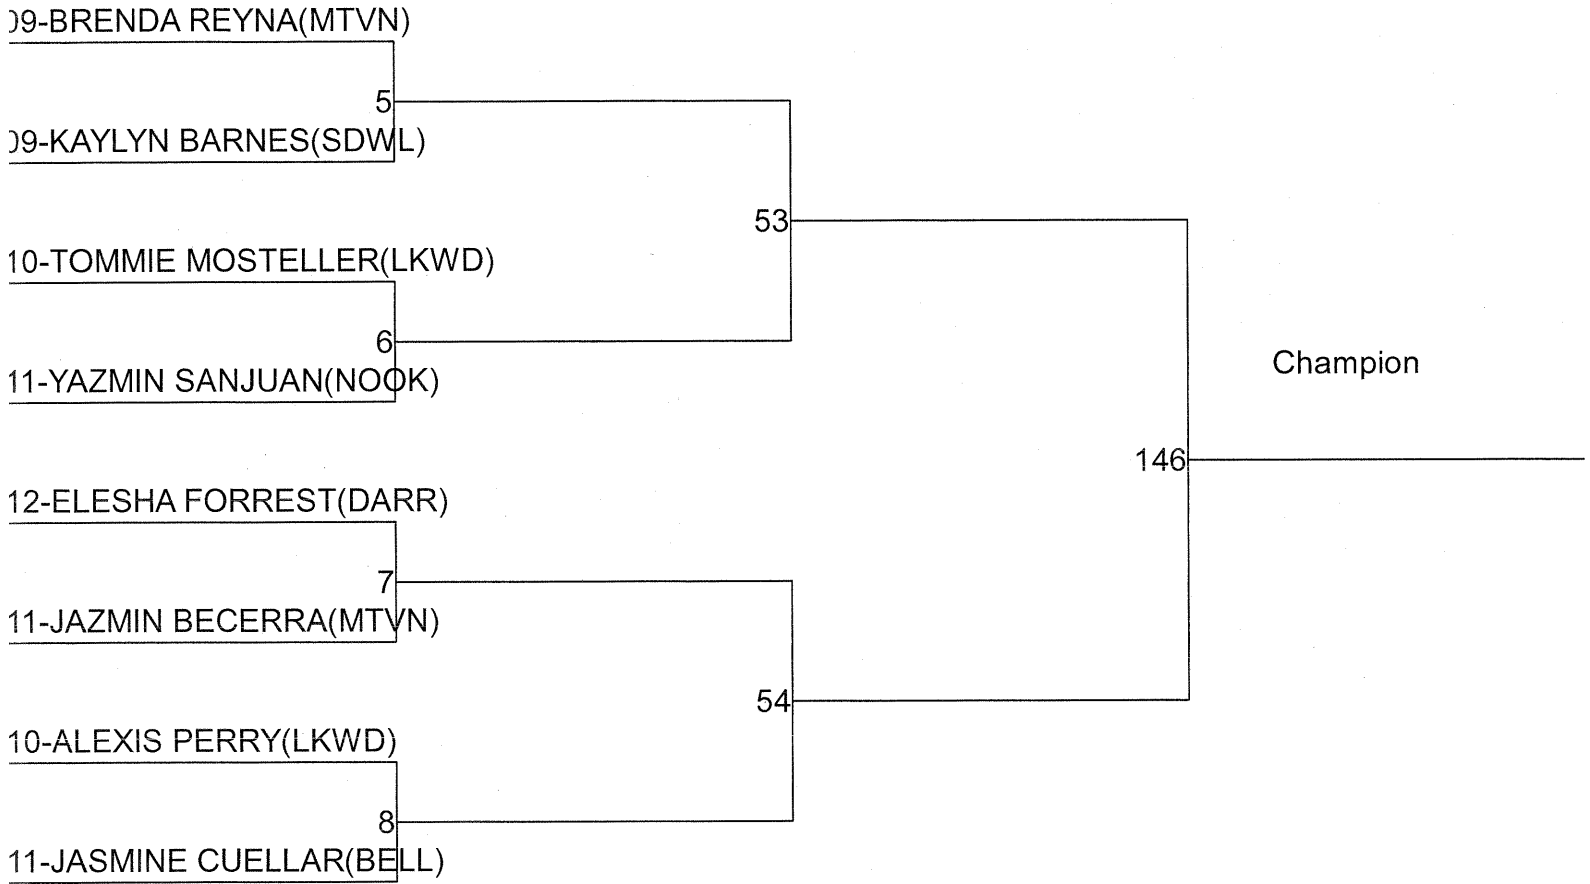 09-BRENDA REYNA(MTVN)
5
09-KAYLYN BARNES(SDWL)
53
10-TOMMIE MOSTELLER(LKWD)
6
Champion
11-YAZMIN SANJUAN(NOOK)
146
12-ELESHA FORREST(DARR)
7
11-JAZMIN BECERRA(MTVN)
54
10-ALEXIS PERRY(LKWD)
8
11-JASMINE CUELLAR(BELL)